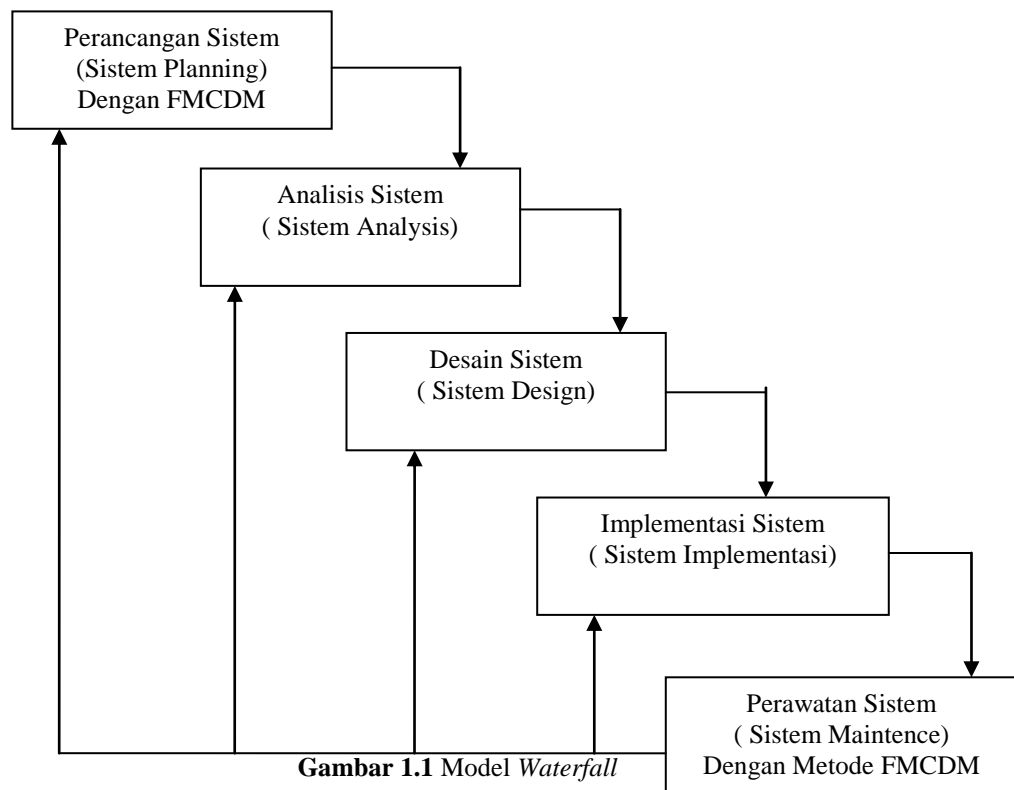 Perancangan Sistem
(Sistem Planning)
Dengan FMCDM
Analisis Sistem
( Sistem Analysis)
Desain Sistem
( Sistem Design)
Implementasi Sistem
( Sistem Implementasi)
Perawatan Sistem
( Sistem Maintence)
Dengan Metode FMCDM
Gambar 1.1 Model Waterfall